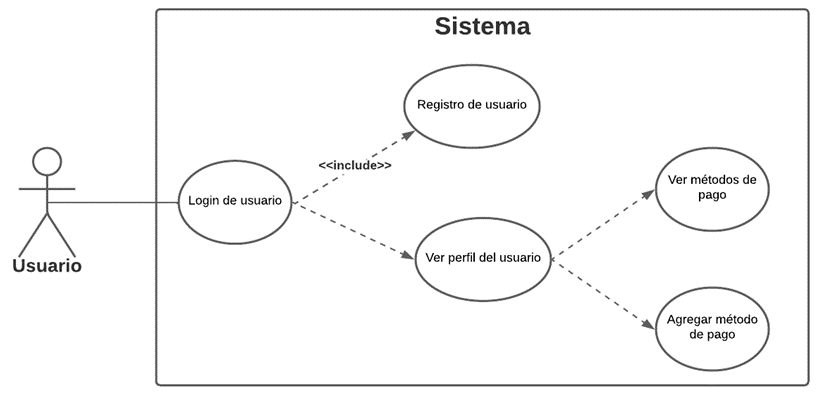 Sistema
Registro de usuario
<<include>>
Ver métodos de
pago
Login de usuario
Ver perfil del usuario
Usuario
Agregar método
de pago